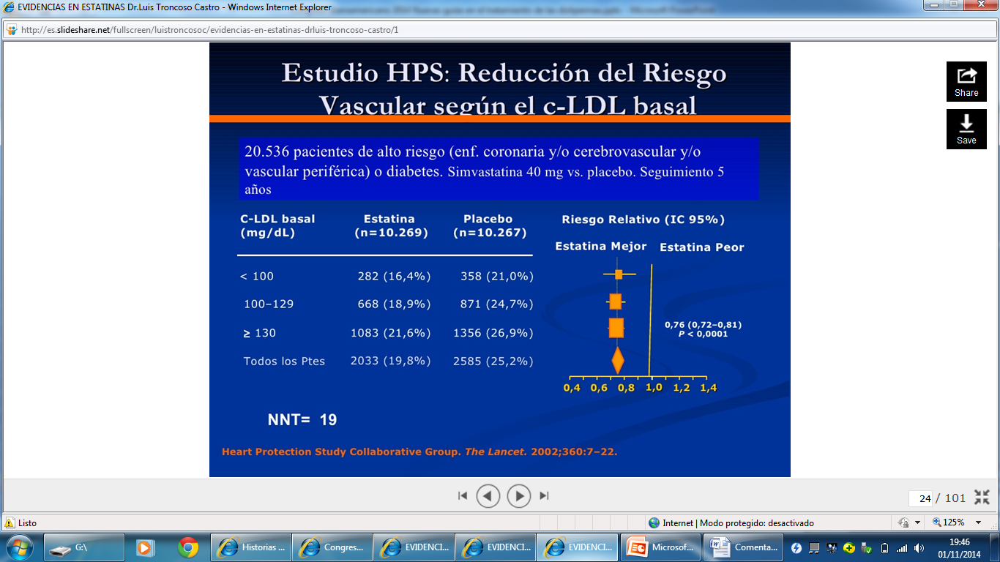 EVIDENCIAS EN ESTATINAS Dr.Luis Troncoso Castro - Windows Internet Explorer
http://es.slideshare.net/fullscreen/luistroncosoc/evidencias-en-estatinas-drluis-troncoso-castro/1
Share
Save
Estudio HPS: Reducción del Riesgo
Vascular según el c-LDL basal
20.536 pacientes de alto riesgo (enf. coronaria y/o cerebrovascular y/o
vascular periférica) o diabetes. Simvastatina 40 mg vs. placebo. Seguimiento 5
años
C-LDL basal Estatina Placebo Riesgo Relativo (IC 95%)
(mg/dL) (n=10.269) (n=10.267)
Estatina Mejor Estatina Peor
< 100 282 (16,4%) 358 (21,0%)
100–129 668 (18,9%) 871 (24,7%)
≥ 130 1083 (21,6%) 1356 (26,9%)
0,76 (0,72–0,81)
P < 0,0001
Todos los Ptes 2033 (19,8%) 2585 (25,2%)
0,4 0,6 0,8 1,0 1,2 1,4
NNT= 19
Heart Protection Study Collaborative Group. The Lancet. 2002;360:7–22.
24 / 101
Listo Internet | Modo protegido: desactivado 125%
G:\ Historias ... Congres... EVIDENCI... EVIDENCI... EVIDENCI... Microsof... Comenta... 19:46
01/11/2014